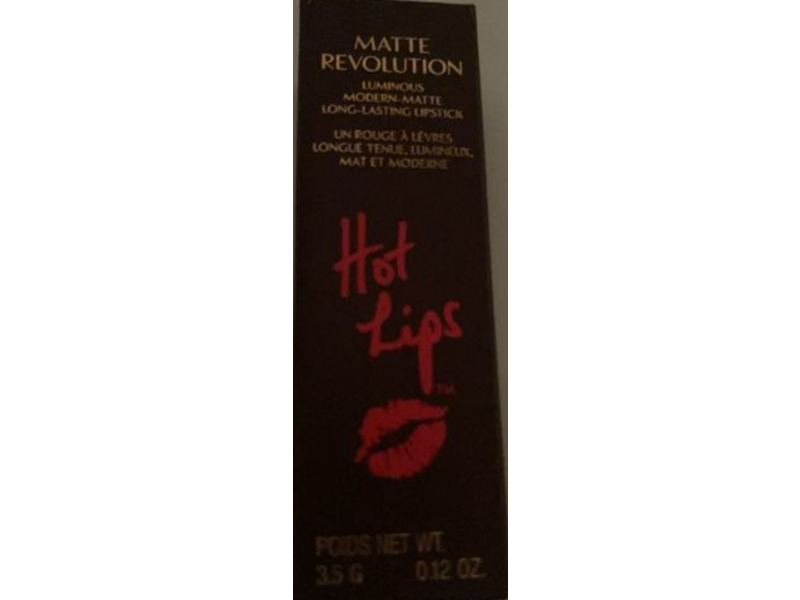 MATTE
REVOLUTION
LUMINOUS
MODERN-MATTE
LONG-LASTING LIPSTICK
UN ROUGE À LÈVRES
LONGUE TENUE, LUMINEUX,
MAT ET MODERNE
Hot
Lips
TM
POIDS NET WT.
3.5 G 0.12 OZ.